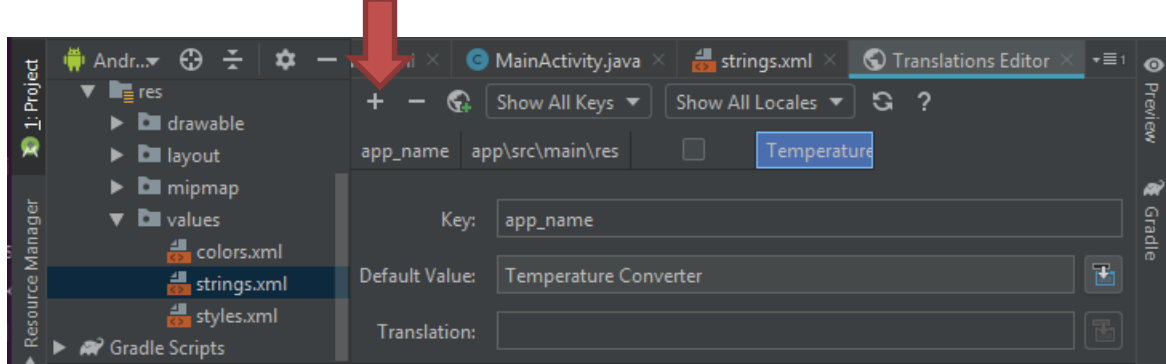 1: Project
Resource Manager
Andr...
res
drawable
layout
mipmap
values
colors.xml
strings.xml
styles.xml
Gradle Scripts
MainActivity.java
strings.xml
Translations Editor
1
Show All Keys
Show All Locales
?
app_name app\src\main\res Temperature
Key: app_name
Default Value: Temperature Converter
Translation:
Preview
Gradle